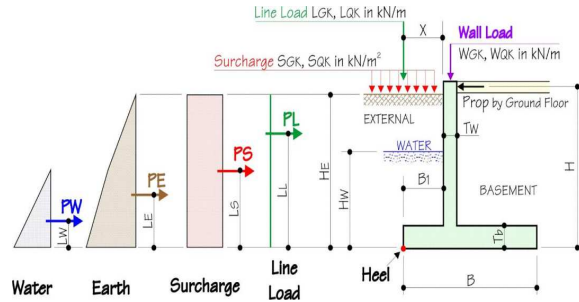 Line Load LGK, LQK in kN/m
X
Wall Load
WGK, WQK in kN/m
Surcharge SGK, SQK in kN/m²
Prop by Ground Floor
EXTERNAL
TW
PL
WATER
H
HE
PS
HW
B1
BASEMENT
PE
LL
PW
LS
LE
LW
Tb
Heel
B
Water
Earth
Surcharge
Line
Load